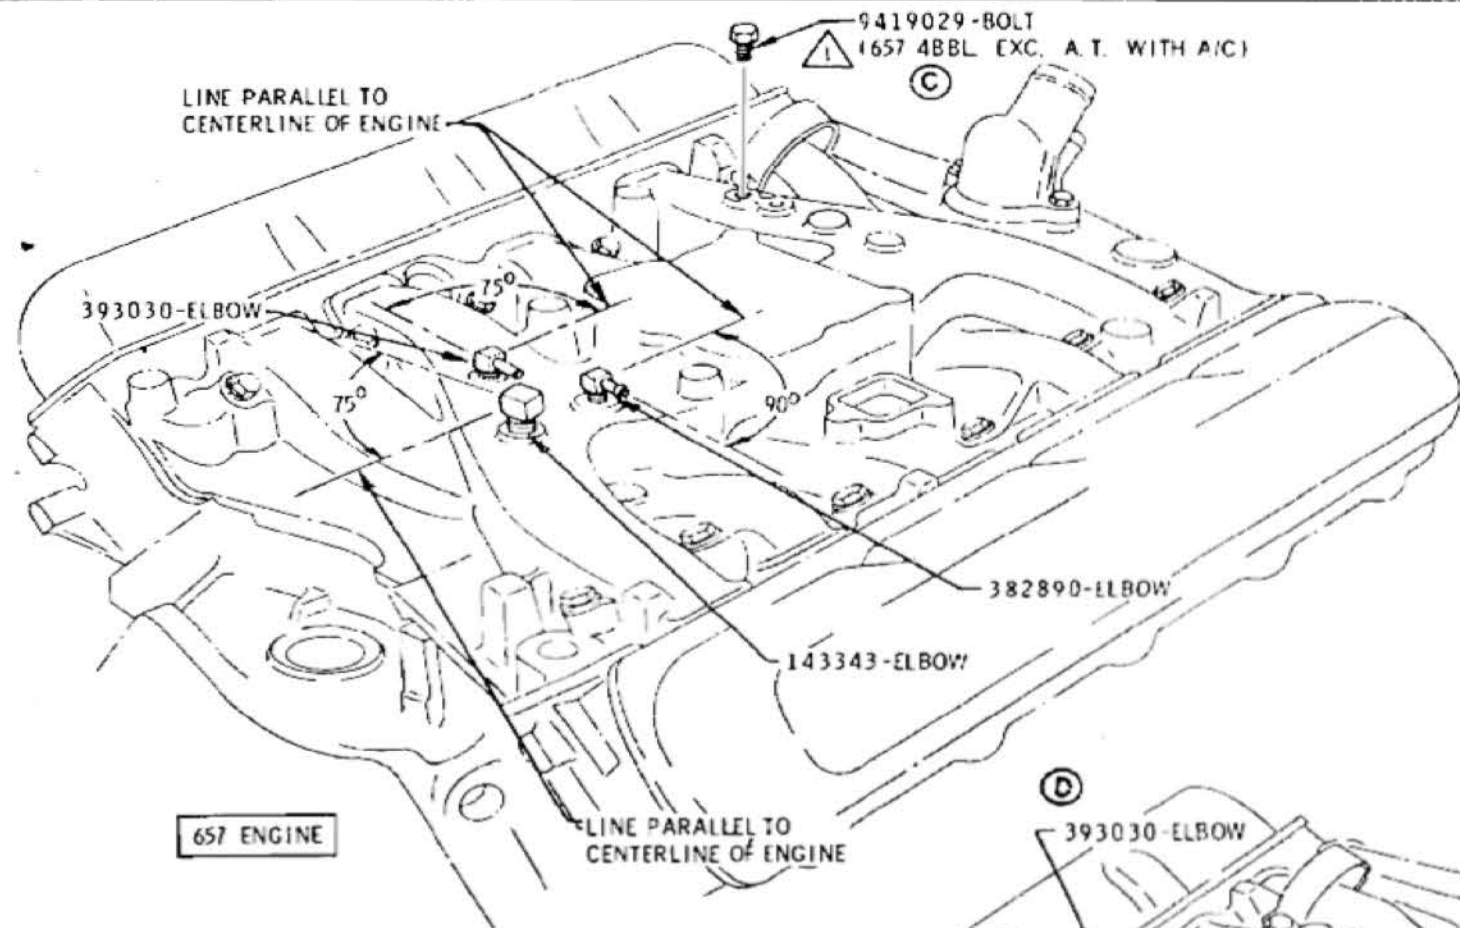 9419029-BOLT
1
(657 4BBL. EXC. A.T. WITH A/C)
C
LINE PARALLEL TO
CENTERLINE OF ENGINE
75°
393030-ELBOW
75°
90°
382890-ELBOW
143343-ELBOW
657 ENGINE
LINE PARALLEL TO
CENTERLINE OF ENGINE
D
393030-ELBOW